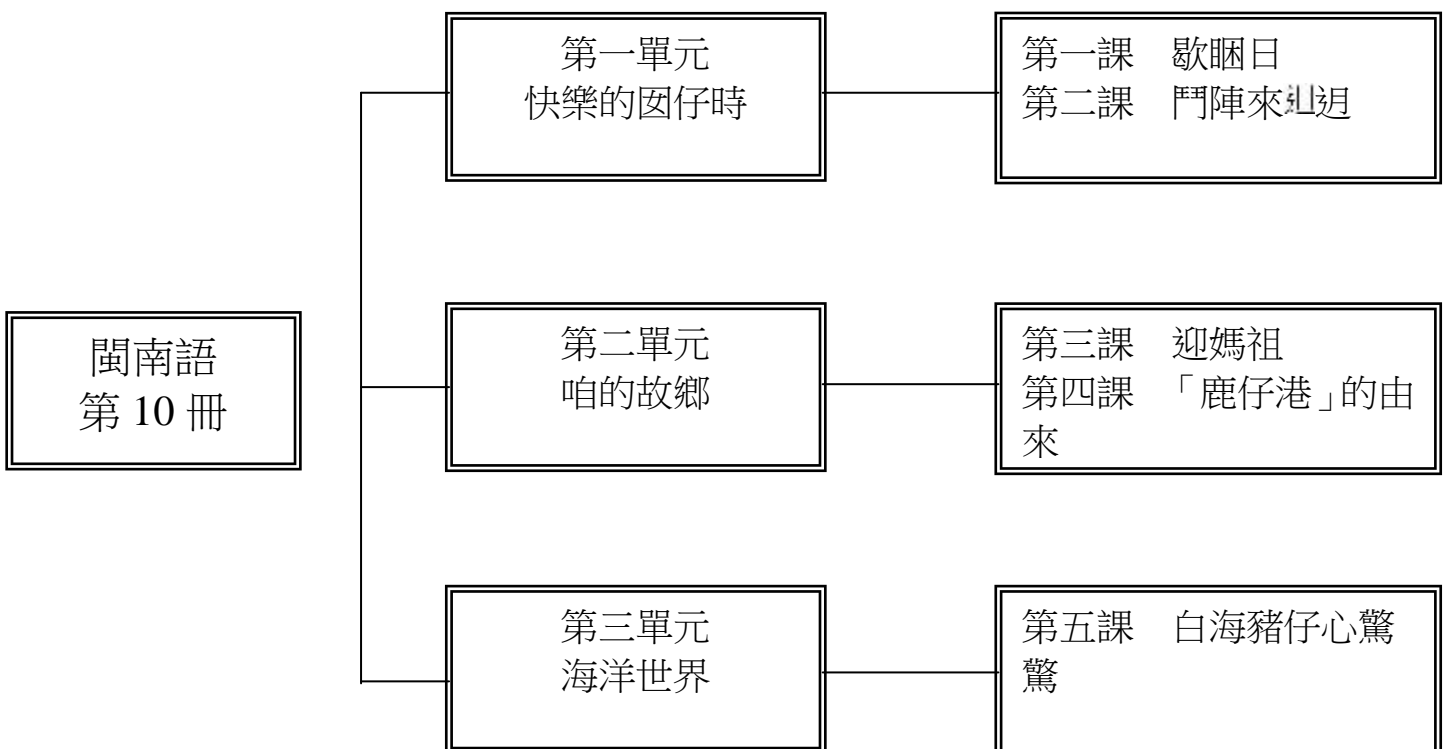 閩南語
第 10 冊
第一單元
快樂的囡仔時
第一課　歇睏日
第二課　鬥陣來𨑨迌
第二單元
咱的故鄉
第三課　迎媽祖
第四課　「鹿仔港」的由
來
第三單元
海洋世界
第五課　白海豬仔心驚
驚